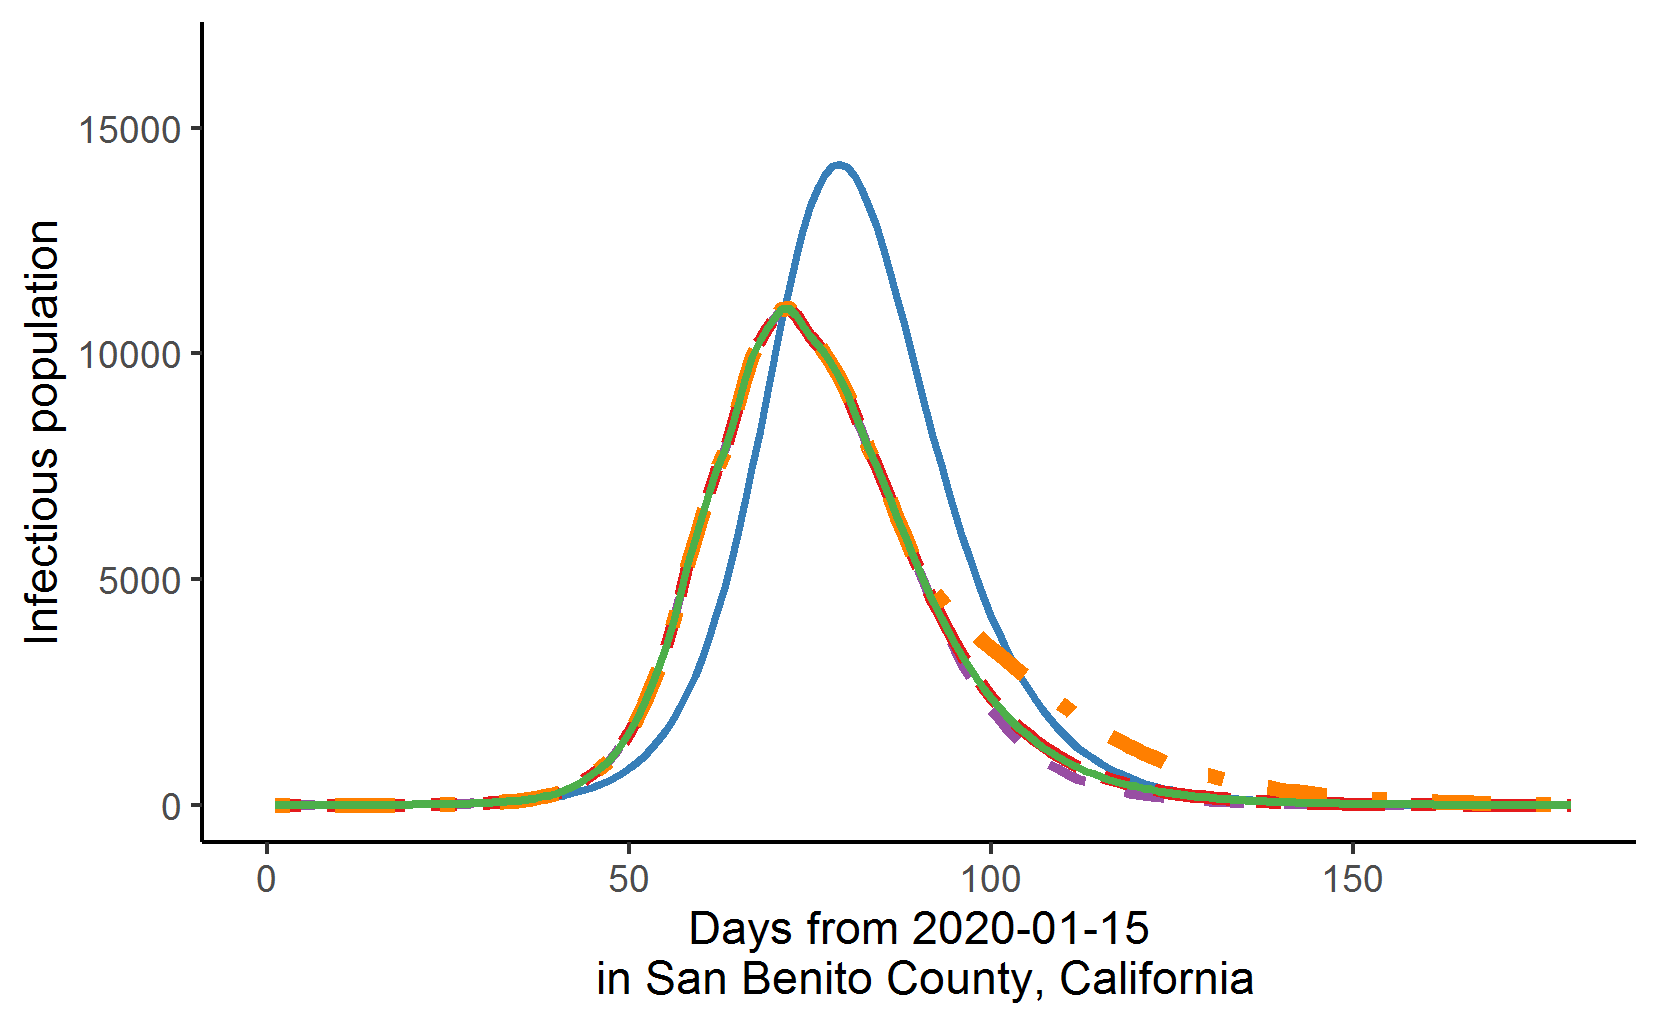 Infectious population
15000
10000
5000
0
0 50 100 150
Days from 2020-01-15
in San Benito County, California